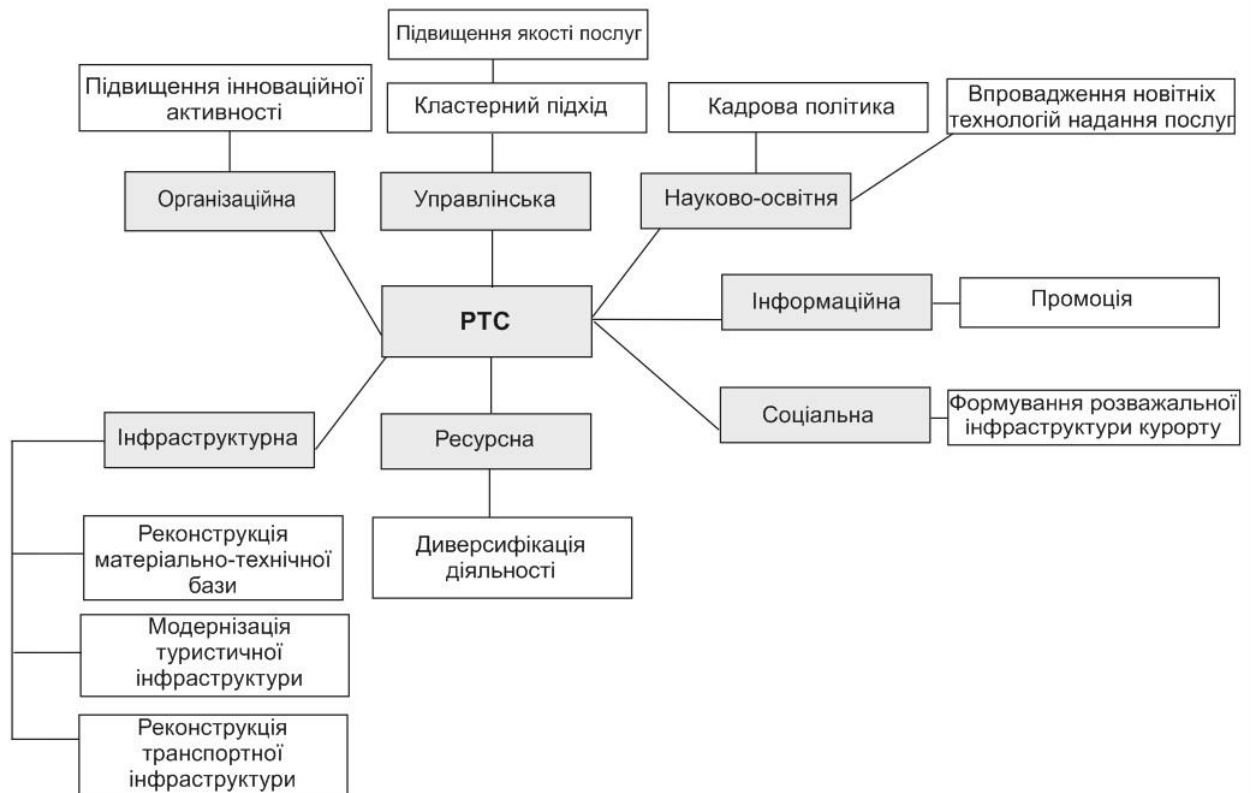 Підвищення якості послуг
Підвищення інноваційної
активності
Кластерний підхід
Кадрова політика
Впровадження новітніх
технологій надання послуг
Організаційна
Управлінська
Науково-освітня
РТС
Інформаційна
Промоція
Соціальна
Формування розважальної
інфраструктури курорту
Інфраструктурна
Ресурсна
Реконструкція
матеріально-технічної
бази
Диверсифікація
діяльності
Модернізація
туристичної
інфраструктури
Реконструкція
транспортної
інфраструктури